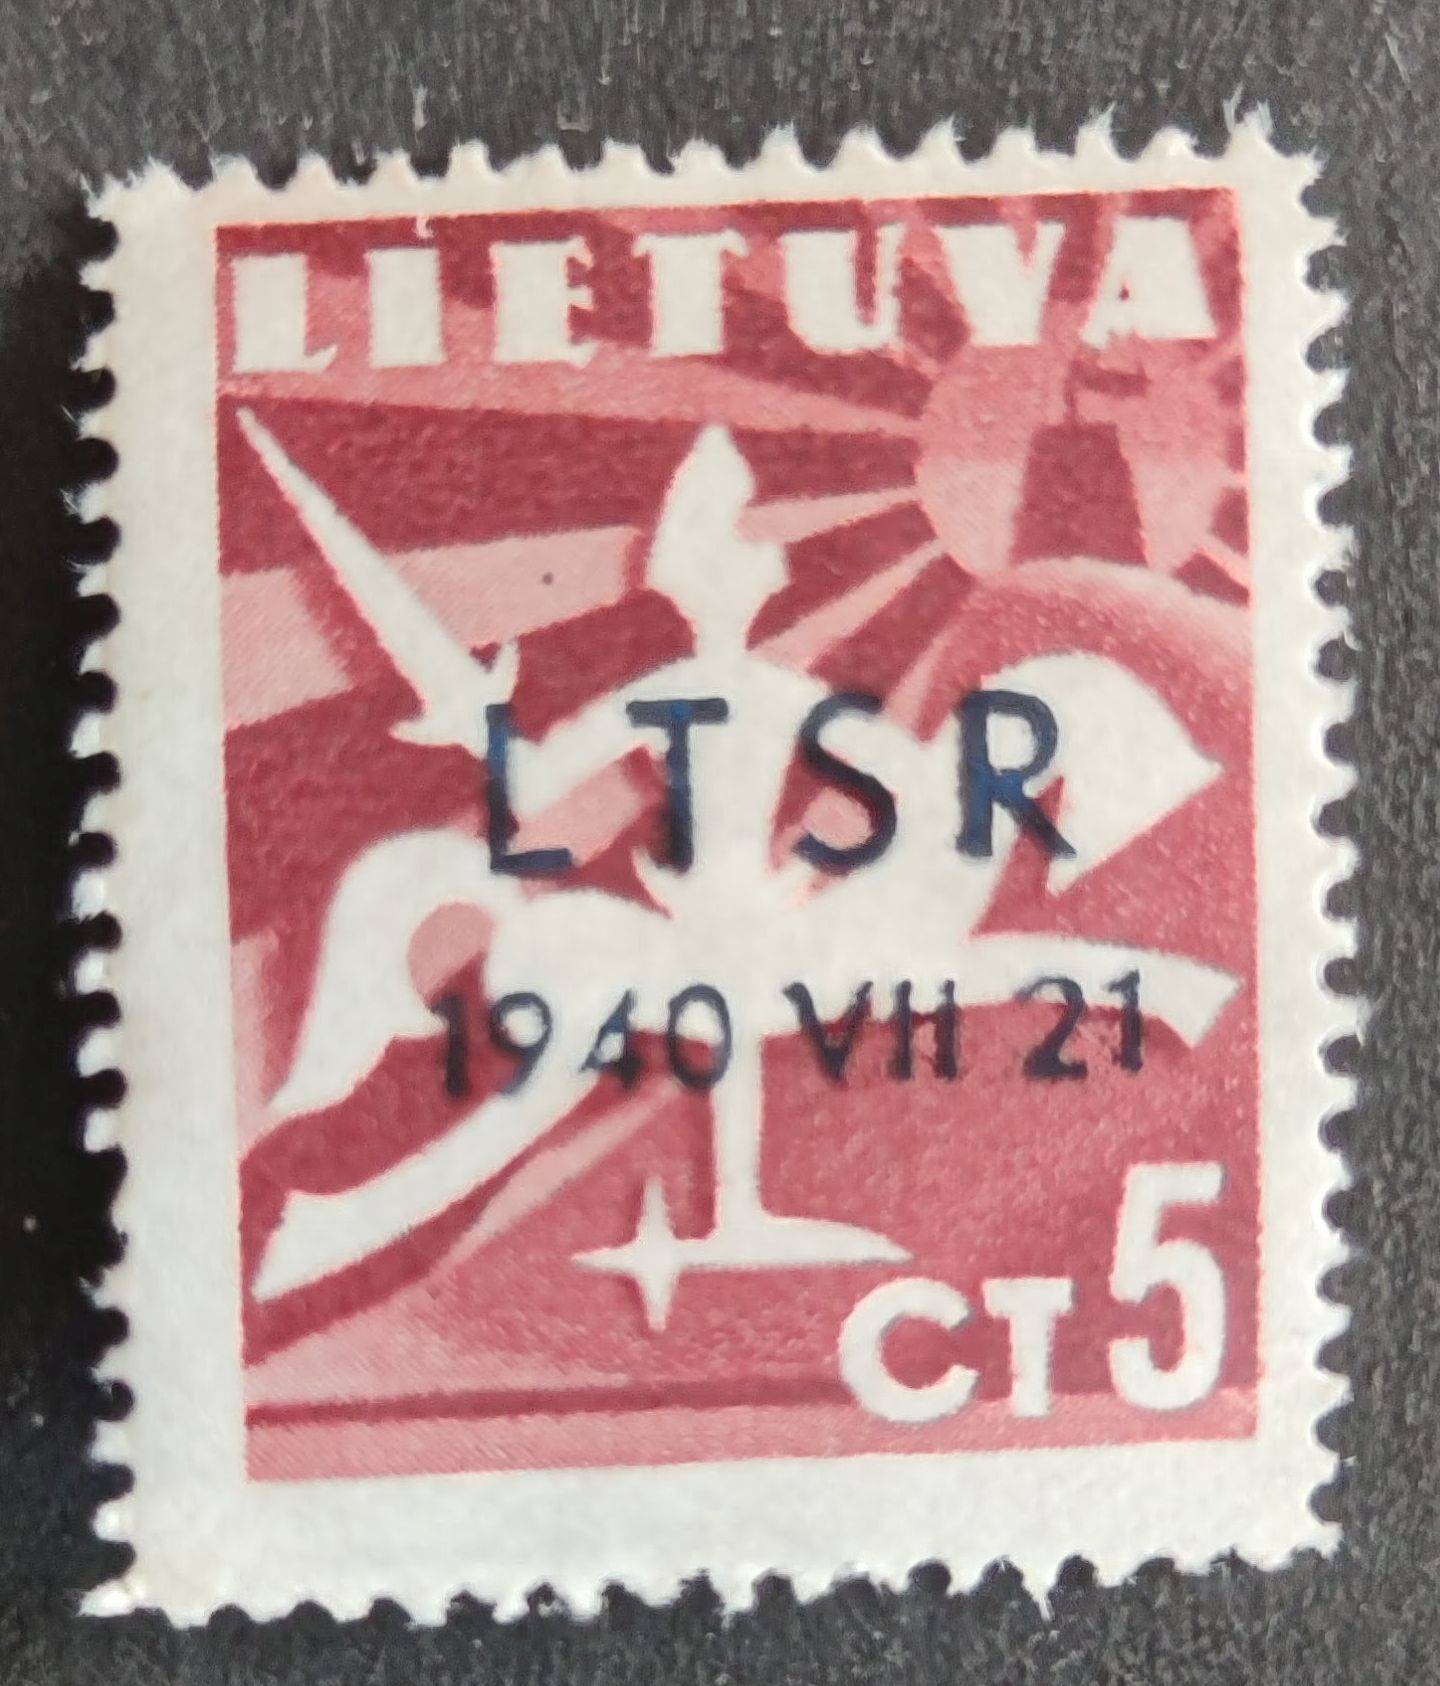 LIETUVA
LTSR
1940 VII 21
CT 5